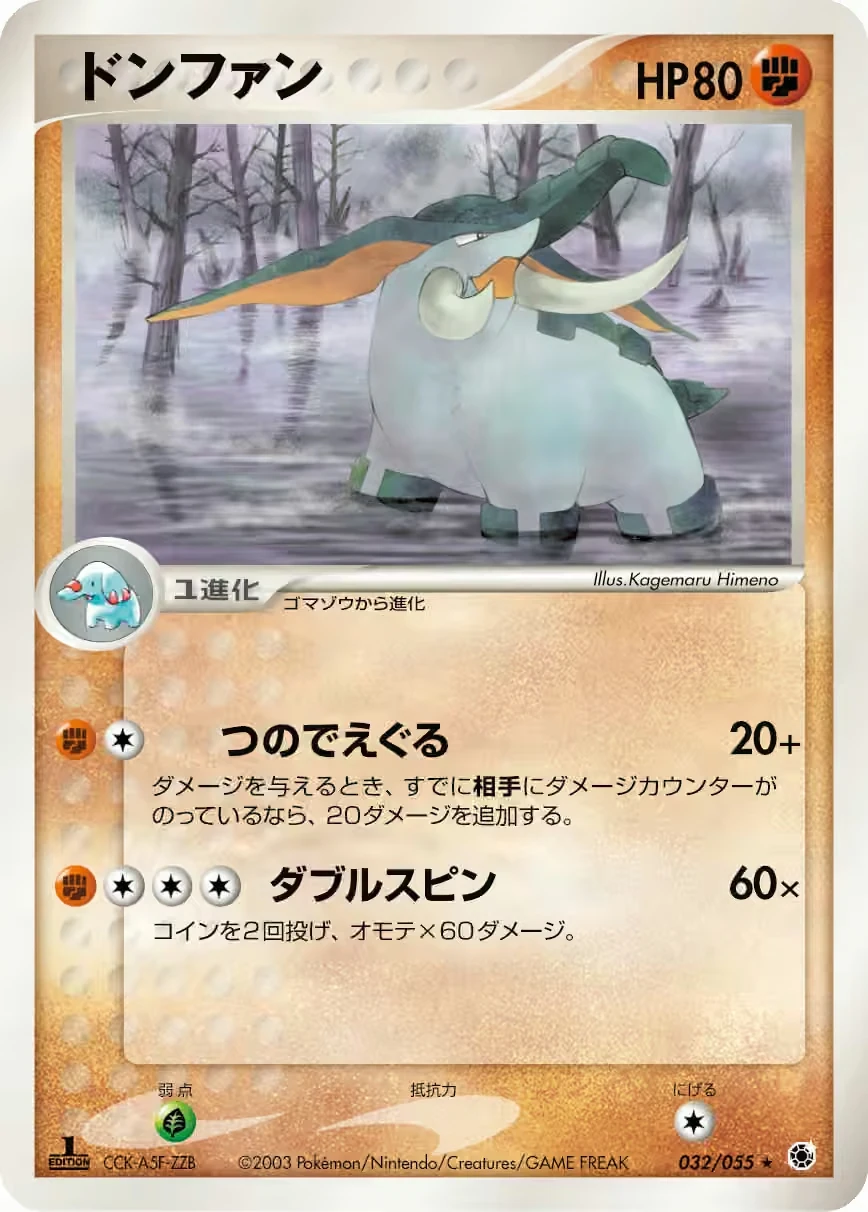 ドンファン
HP80
Illus.Kagemaru Himeno
1進化
ゴマゾウから進化
つのでえぐる 20+
ダメージを与えるとき、すでに相手にダメージカウンターが
のっているなら、20ダメージを追加する。
ダブルスピン 60×
コインを2回投げ、オモテ×60ダメージ。
弱点 抵抗力 にげる
1 EDITION CCK-A5F-ZZB ©2003 Pokémon/Nintendo/Creatures/GAME FREAK 032/055 ★